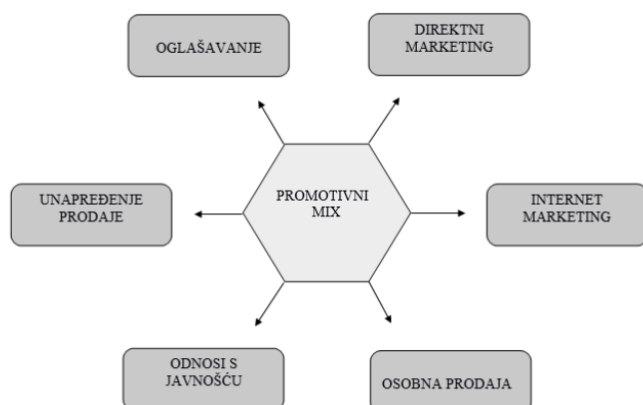 OGLAŠAVANJE
DIREKTNI
MARKETING
UNAPREĐENJE
PRODAJE
PROMOTIVNI
MIX
INTERNET
MARKETING
ODNOSI S
JAVNOŠĆU
OSOBNA PRODAJA